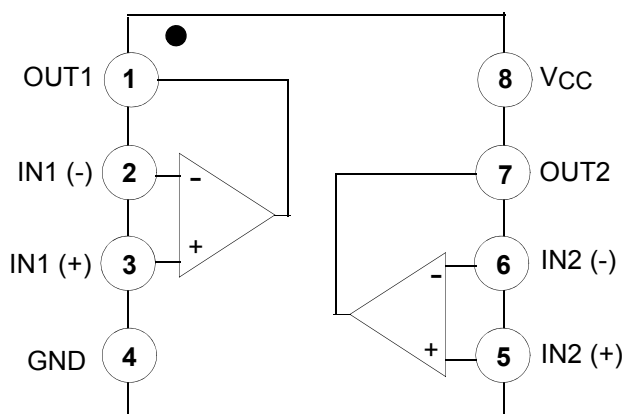 OUT1 1 8 VCC
IN1 (-) 2 - 7 OUT2
IN1 (+) 3 + - 6 IN2 (-)
GND 4 + 5 IN2 (+)